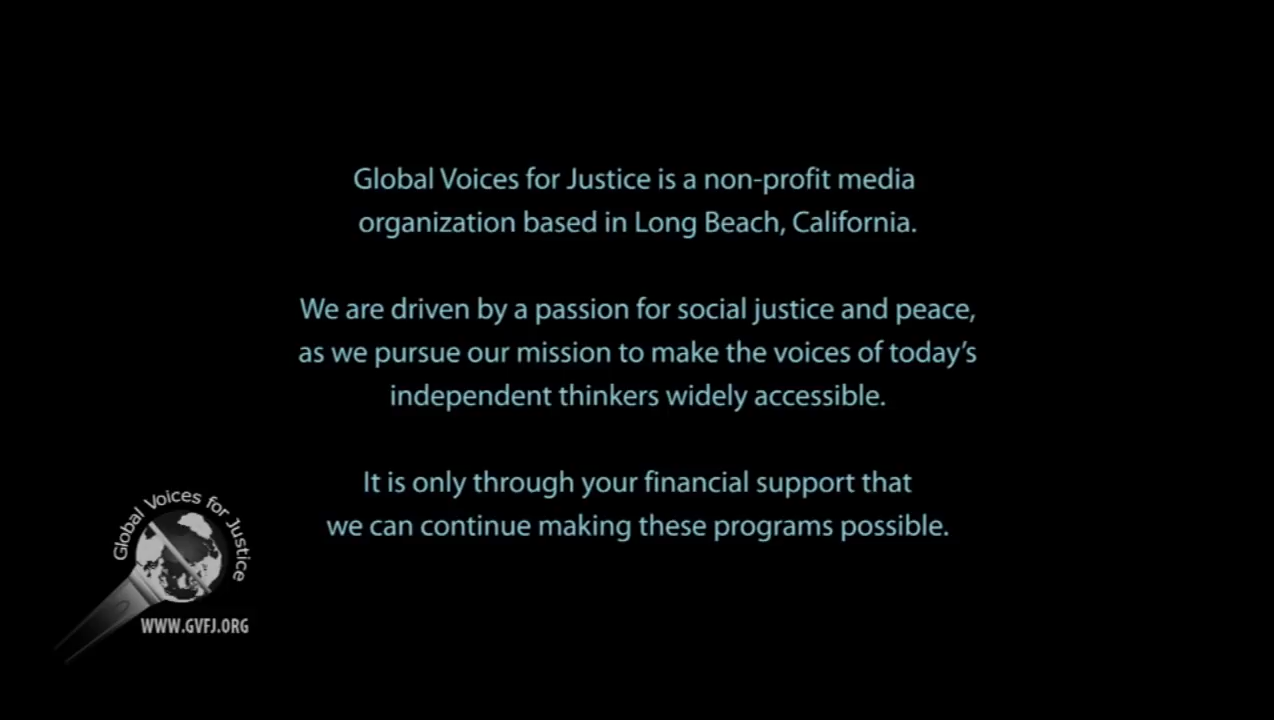 Global Voices for Justice is a non-profit media
organization based in Long Beach, California.
We are driven by a passion for social justice and peace,
as we pursue our mission to make the voices of today’s
independent thinkers widely accessible.
It is only through your financial support that
we can continue making these programs possible.
Global Voices for Justice
WWW.GVFJ.ORG